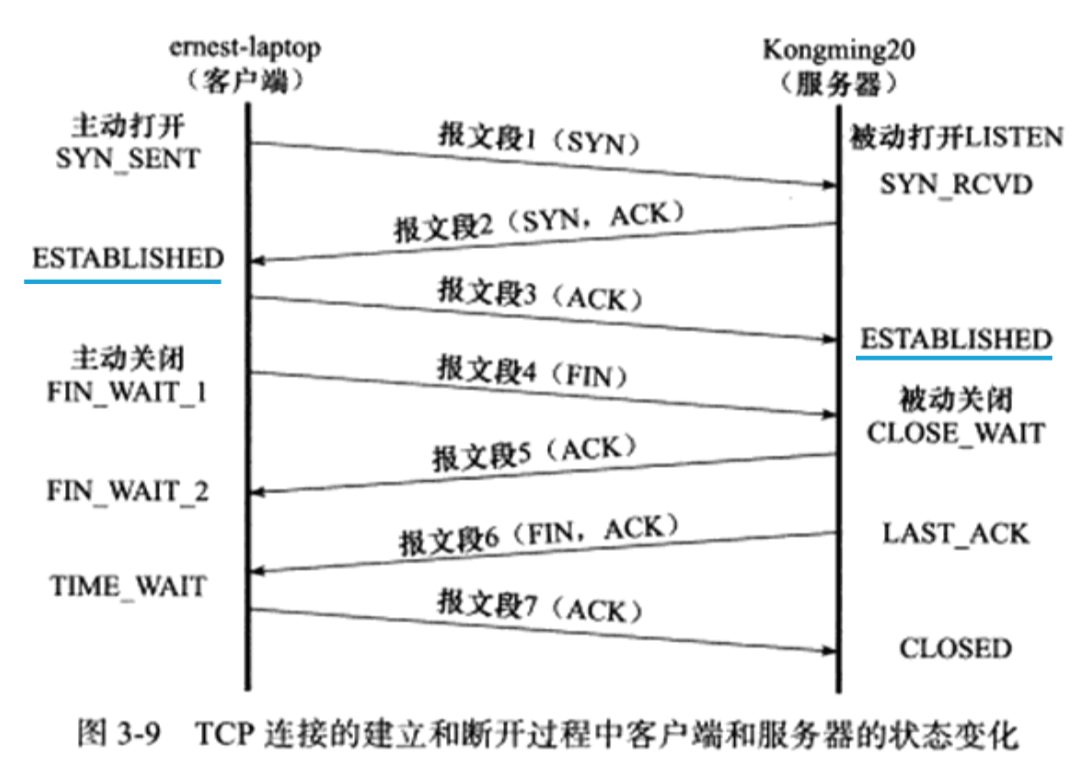 ernest-laptop
(客户端)
Kongming20
(服务器)
主动打开
SYN_SENT
报文段1(SYN)
被动打开LISTEN
SYN_RCVD
报文段2(SYN,ACK)
ESTABLISHED
报文段3(ACK)
ESTABLISHED
主动关闭
FIN_WAIT_1
报文段4(FIN)
被动关闭
CLOSE_WAIT
报文段5(ACK)
FIN_WAIT_2
报文段6(FIN,ACK)
LAST_ACK
TIME_WAIT
报文段7(ACK)
CLOSED
图 3-9 TCP 连接的建立和断开过程中客户端和服务器的状态变化